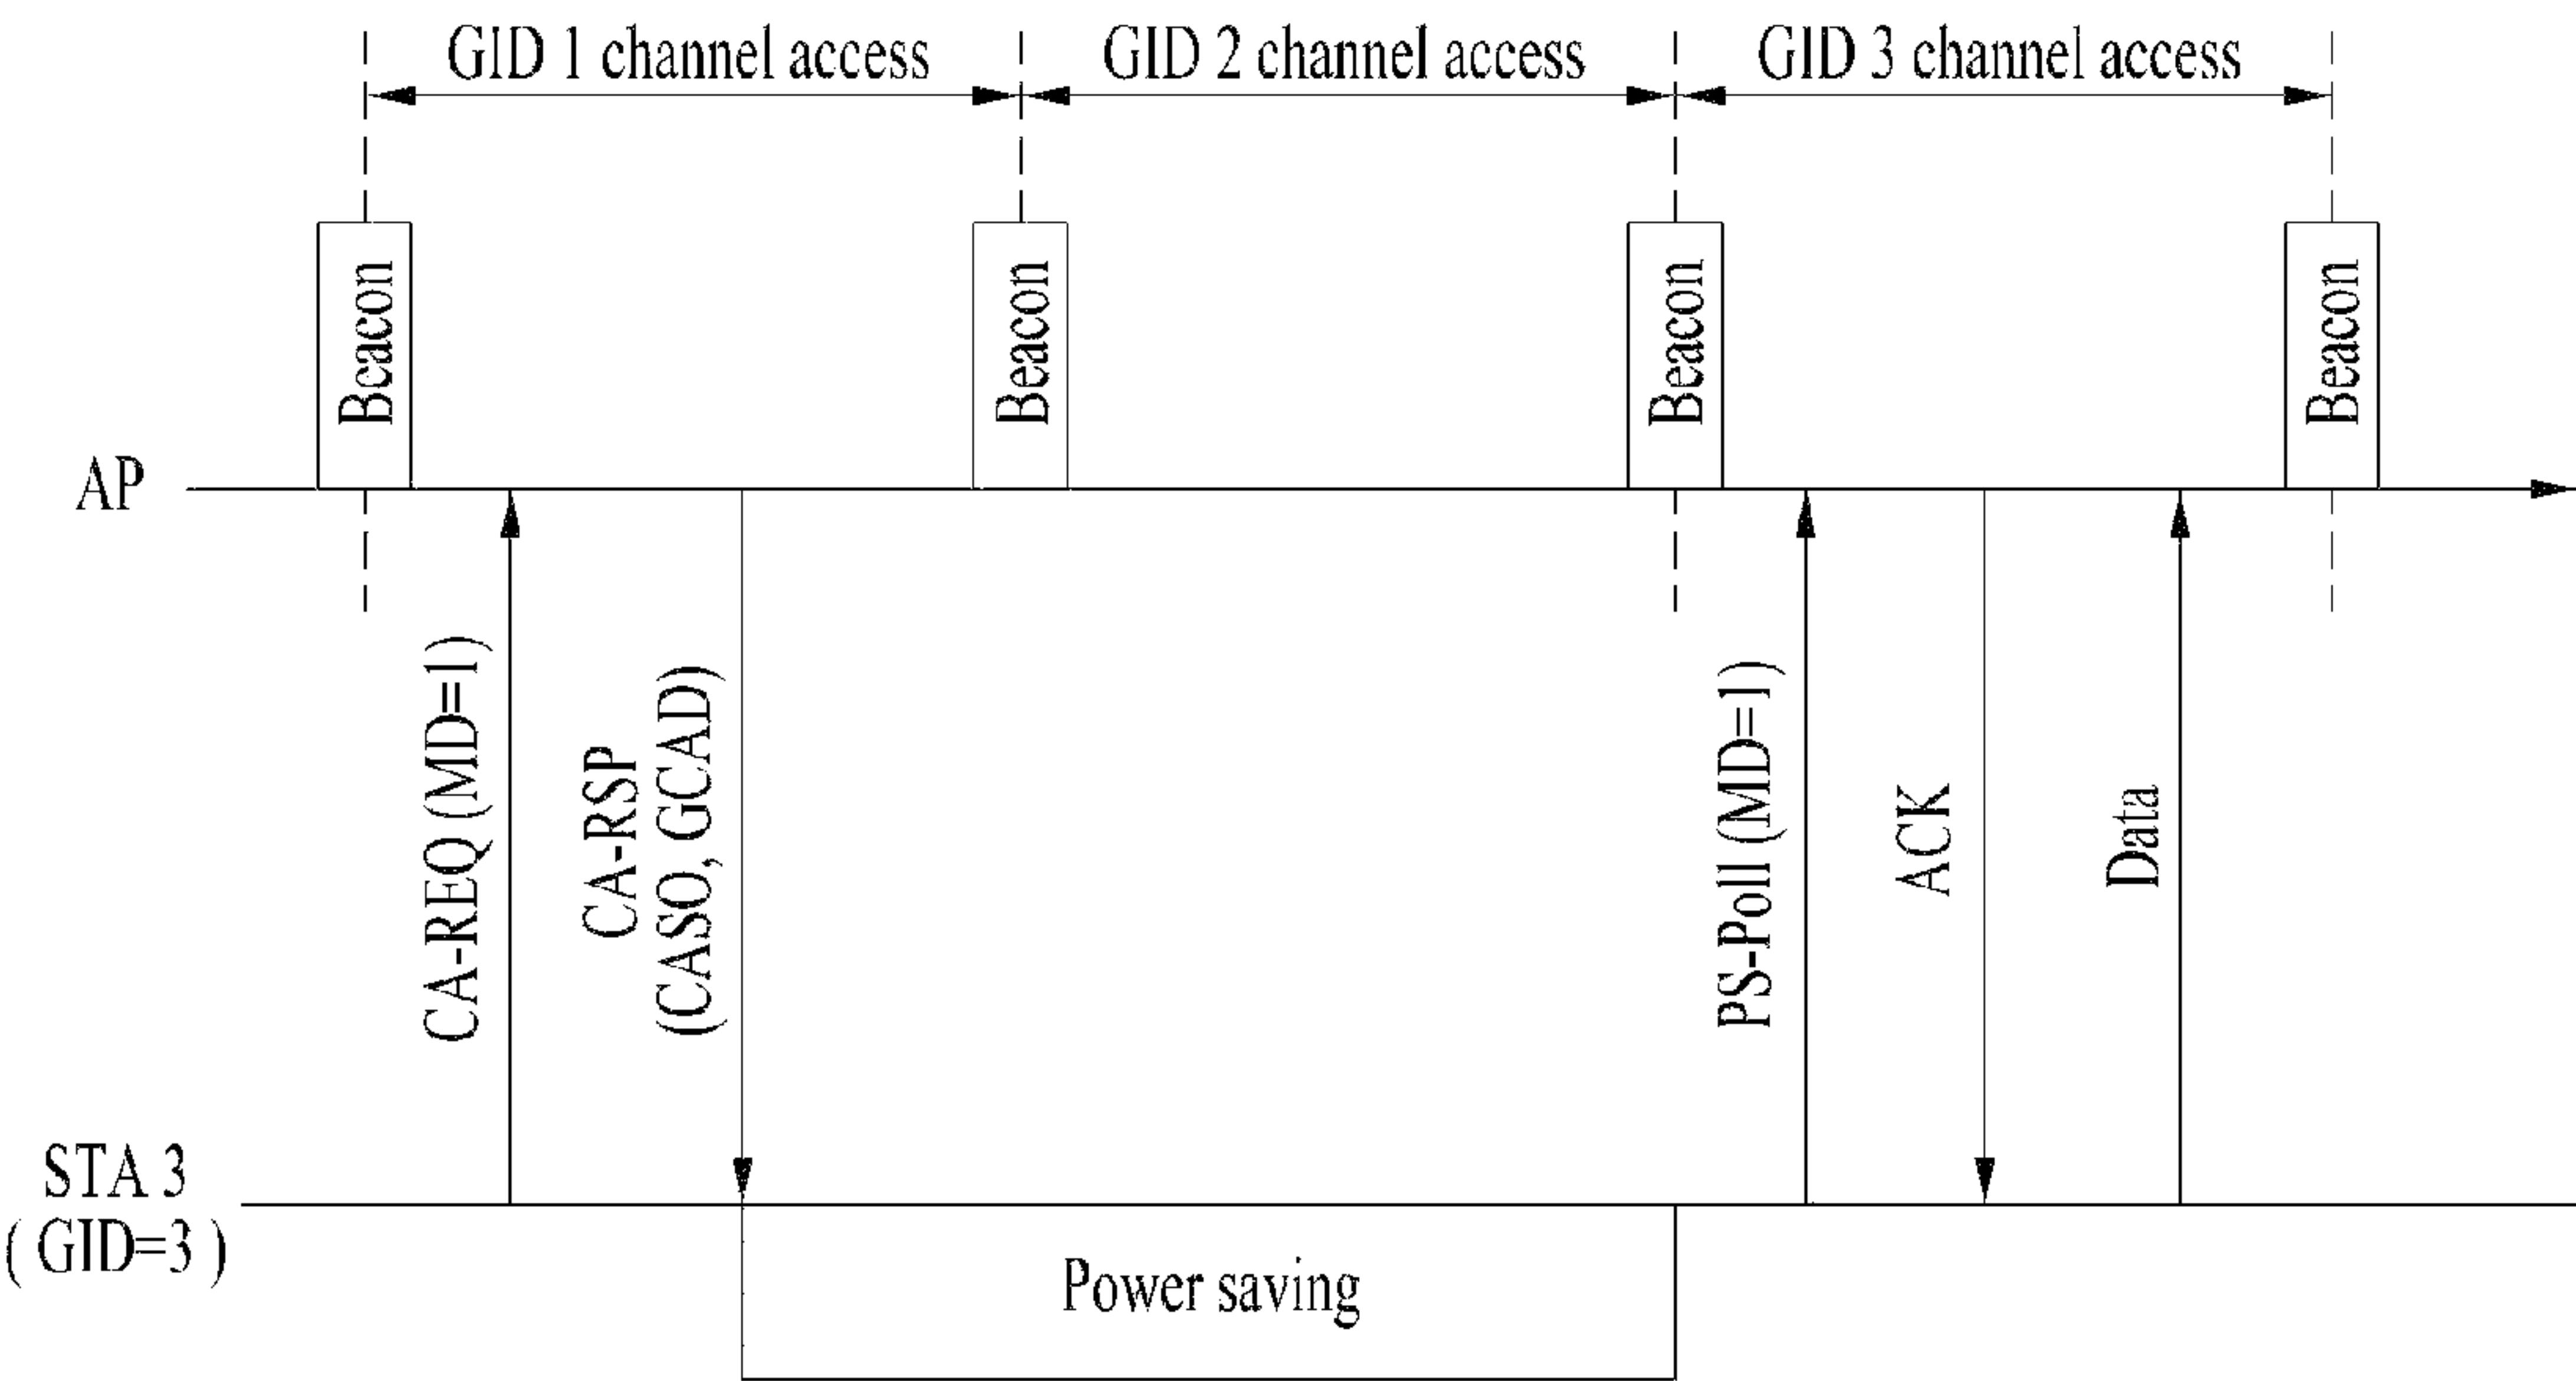 GID 1 channel access
GID 2 channel access
GID 3 channel access
Beacon
Beacon
Beacon
Beacon
AP
CA-REQ (MD=1)
CA-RSP
(CASO, GCAD)
PS-Poll (MD=1)
ACK
Data
STA 3
( GID=3 )
Power saving